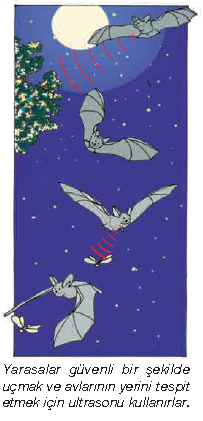 Yarasalar güvenli bir şekilde
uçmak ve avlarının yerini tespit
etmek için ultrasonu kullanırlar.